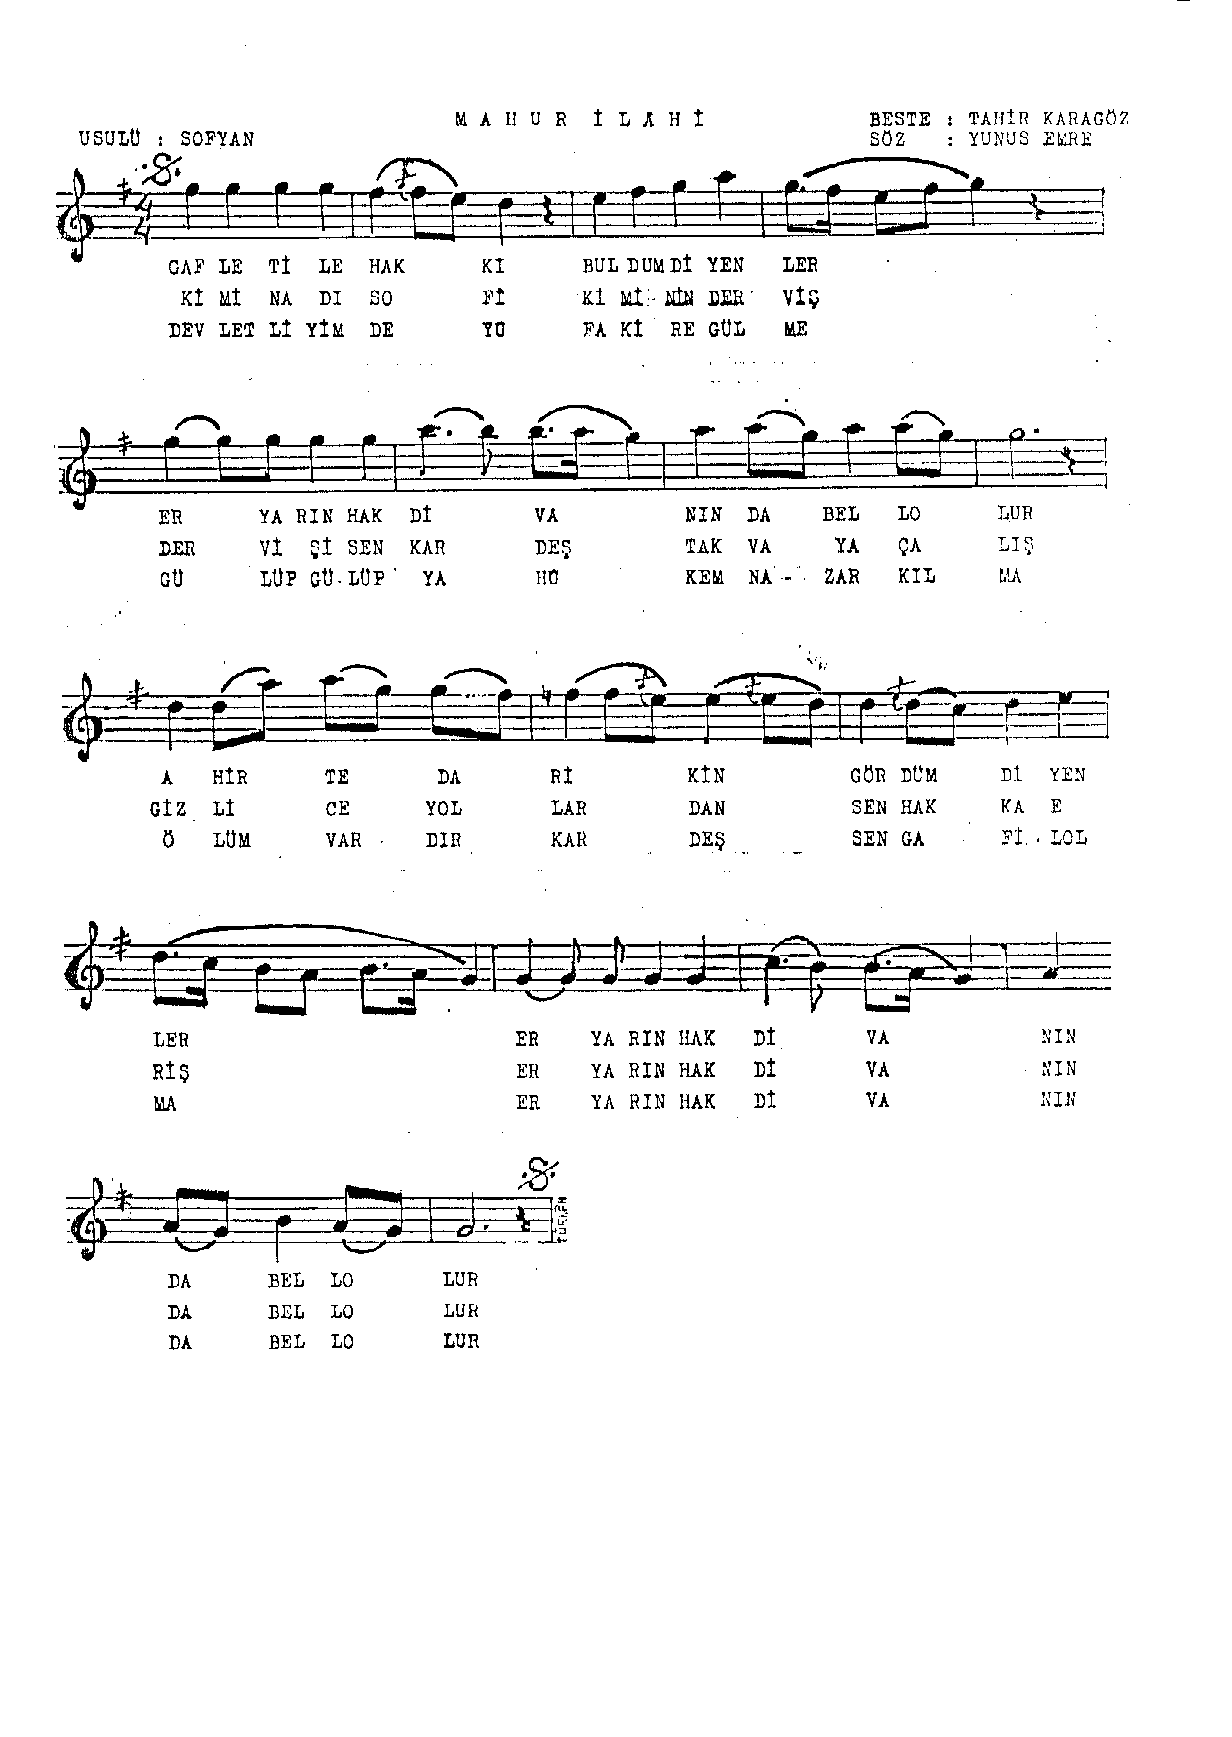 MAHUR İLAHİ
BESTE : TAHİR KARAGÖZ
USULÜ : SOFYAN
SÖZ : YUNUS EMRE
GAF LE Tİ LE HAK KI BUL DUM Dİ YEN LER
Kİ Mİ NA DI SO Fİ Kİ Mİ NİN DER VİŞ
DEV LET Lİ YİM DE YÜ FA Kİ RE GÜL ME
ER YA RIN HAK Dİ VA NIN DA BEL LO LUR
DER Vİ Şİ SEN KAR DEŞ TAK VA YA ÇA LIŞ
GÜ LÜP GÜ LÜP YA HÜ KEM NA - ZAR KIL MA
A HİR TE DA Rİ KİN GÖR DÜM Dİ YEN
GİZ Lİ CE YOL LAR DAN SEN HAK KA E
Ö LÜM VAR DIR KAR DEŞ SEN GA Fİ LOL
LER ER YA RIN HAK Dİ VA NIN
RİŞ ER YA RIN HAK Dİ VA NIN
MA ER YA RIN HAK Dİ VA NIN
DA BEL LO LUR
DA BEL LO LUR
DA BEL LO LUR